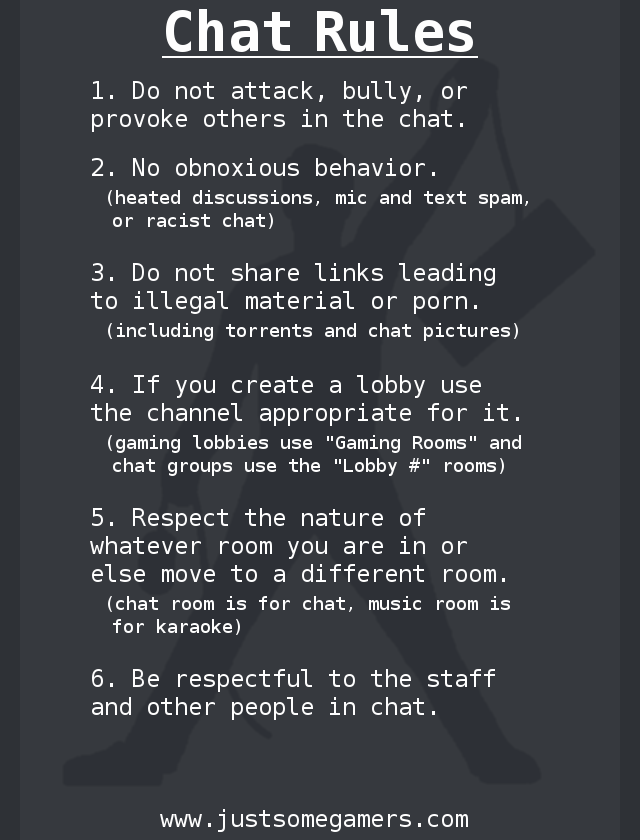 Chat Rules
1. Do not attack, bully, or
provoke others in the chat.
2. No obnoxious behavior.
(heated discussions, mic and text spam,
or racist chat)
3. Do not share links leading
to illegal material or porn.
(including torrents and chat pictures)
4. If you create a lobby use
the channel appropriate for it.
(gaming lobbies use "Gaming Rooms" and
chat groups use the "Lobby #" rooms)
5. Respect the nature of
whatever room you are in or
else move to a different room.
(chat room is for chat, music room is
for karaoke)
6. Be respectful to the staff
and other people in chat.
www.justsomegamers.com